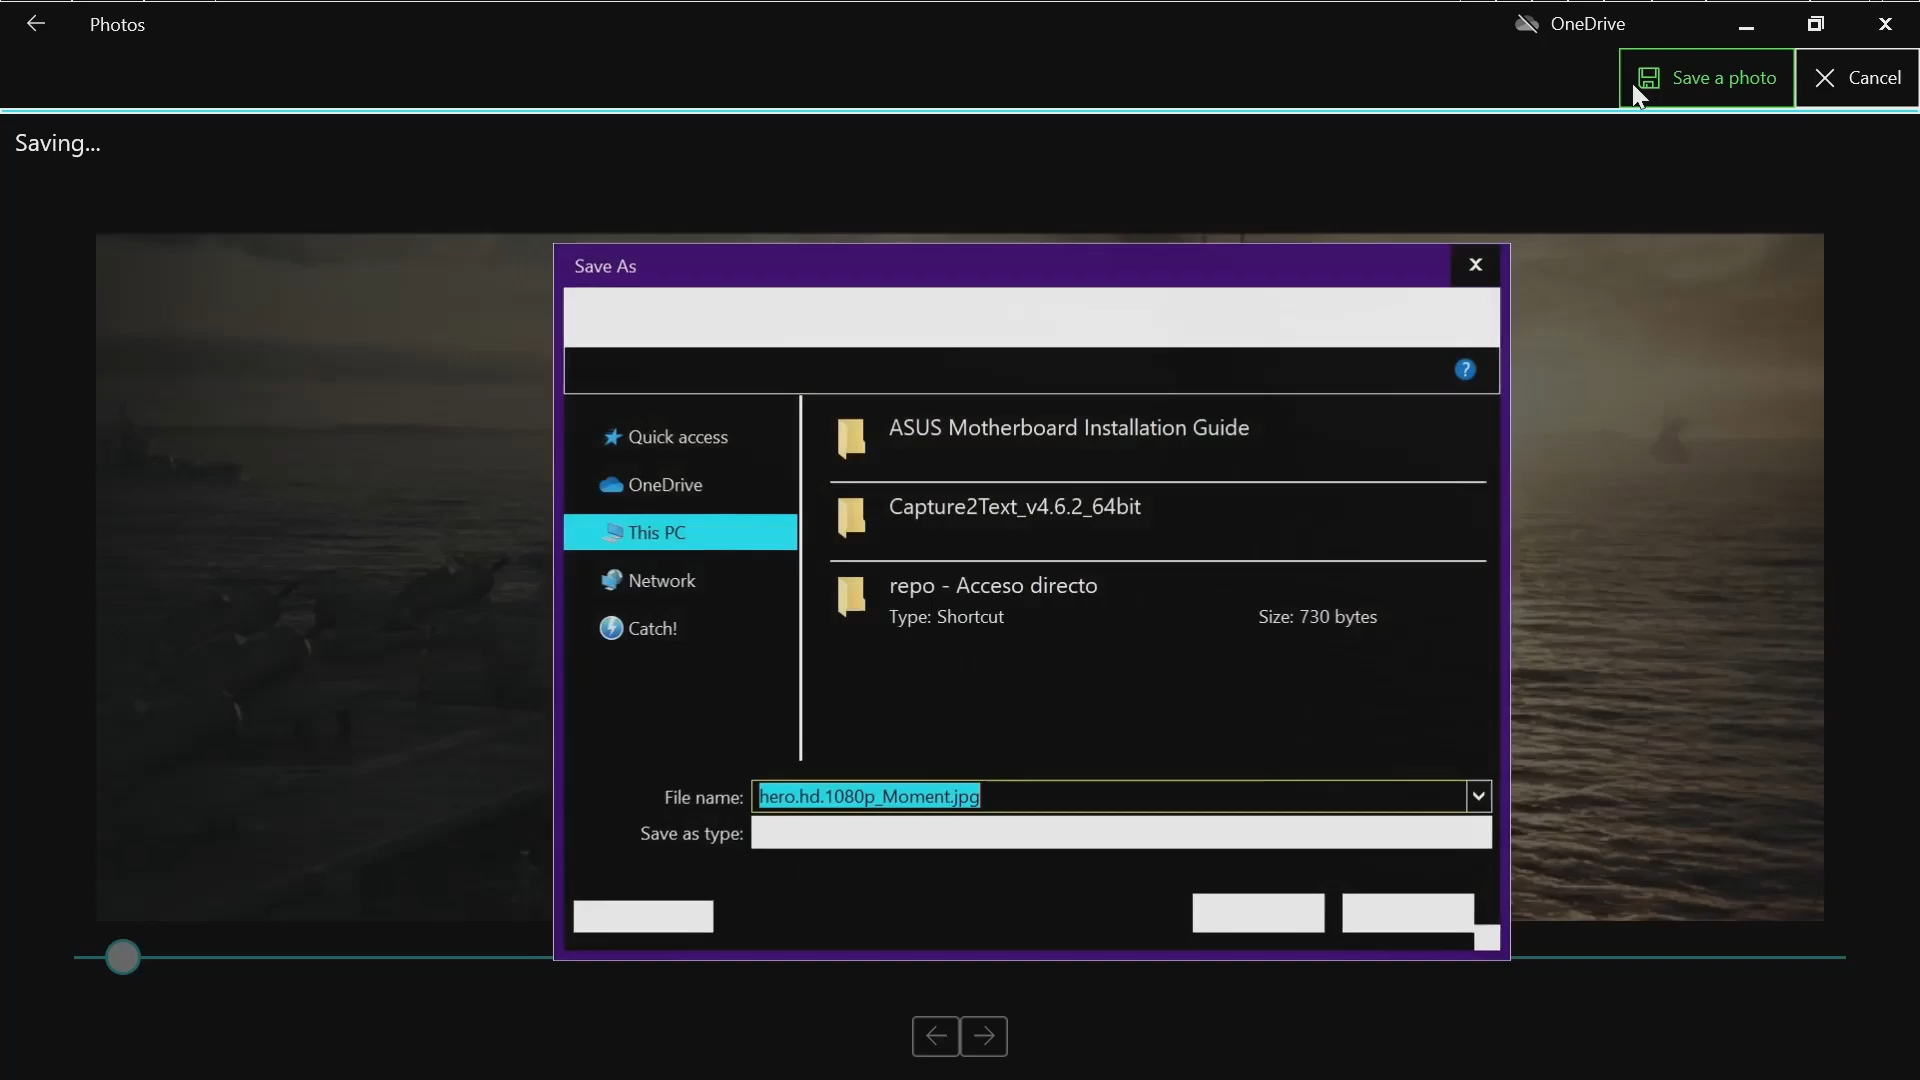 Photos
OneDrive
Save a photo
Cancel
Saving...
Save As
ASUS Motherboard Installation Guide
Quick access
OneDrive
Capture2Text_v4.6.2_64bit
This PC
Network
repo - Acceso directo
Type: Shortcut
Size: 730 bytes
Catch!
File name:
hero.hd.1080p_Moment.jpg
Save as type: